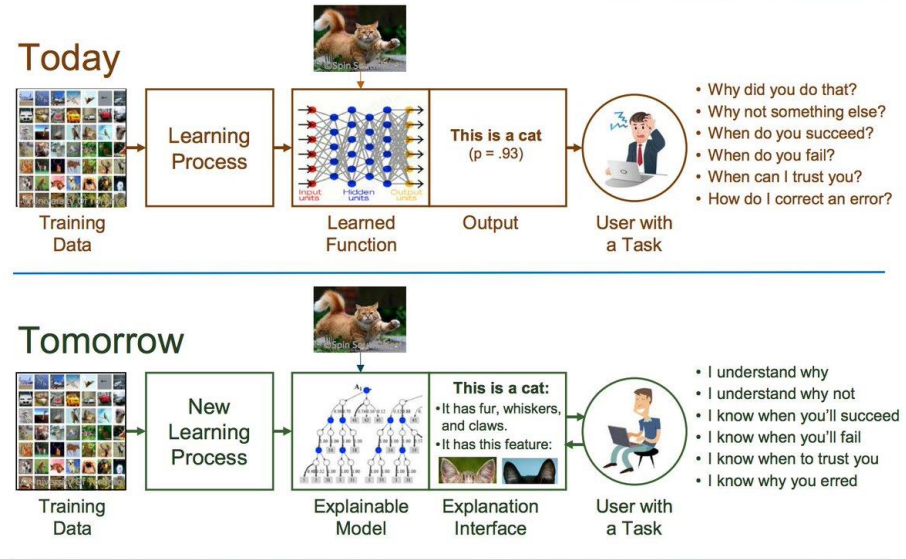 Today
Learning
Process
Input
units
Hidden
units
Output
units
This is a cat
(p = .93)
• Why did you do that?
• Why not something else?
• When do you succeed?
• When do you fail?
• When can I trust you?
• How do I correct an error?
Training
Data
Learned
Function
Output
User with
a Task
Tomorrow
New
Learning
Process
This is a cat:
•It has fur, whiskers,
and claws.
•It has this feature:
• I understand why
• I understand why not
• I know when you'll succeed
• I know when you'll fail
• I know when to trust you
• I know why you erred
Training
Data
Explainable
Model
Explanation
Interface
User with
a Task